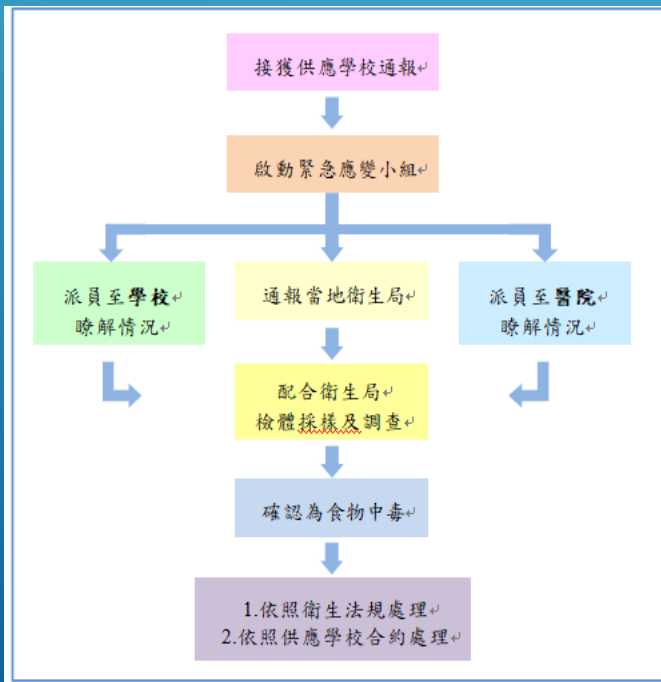 接獲供應學校通報
啟動緊急應變小組
派員至學校
瞭解情況
通報當地衛生局
派員至醫院
瞭解情況
配合衛生局
檢體採樣及調查
確認為食物中毒
1.依照衛生法規處理
2.依照供應學校合約處理